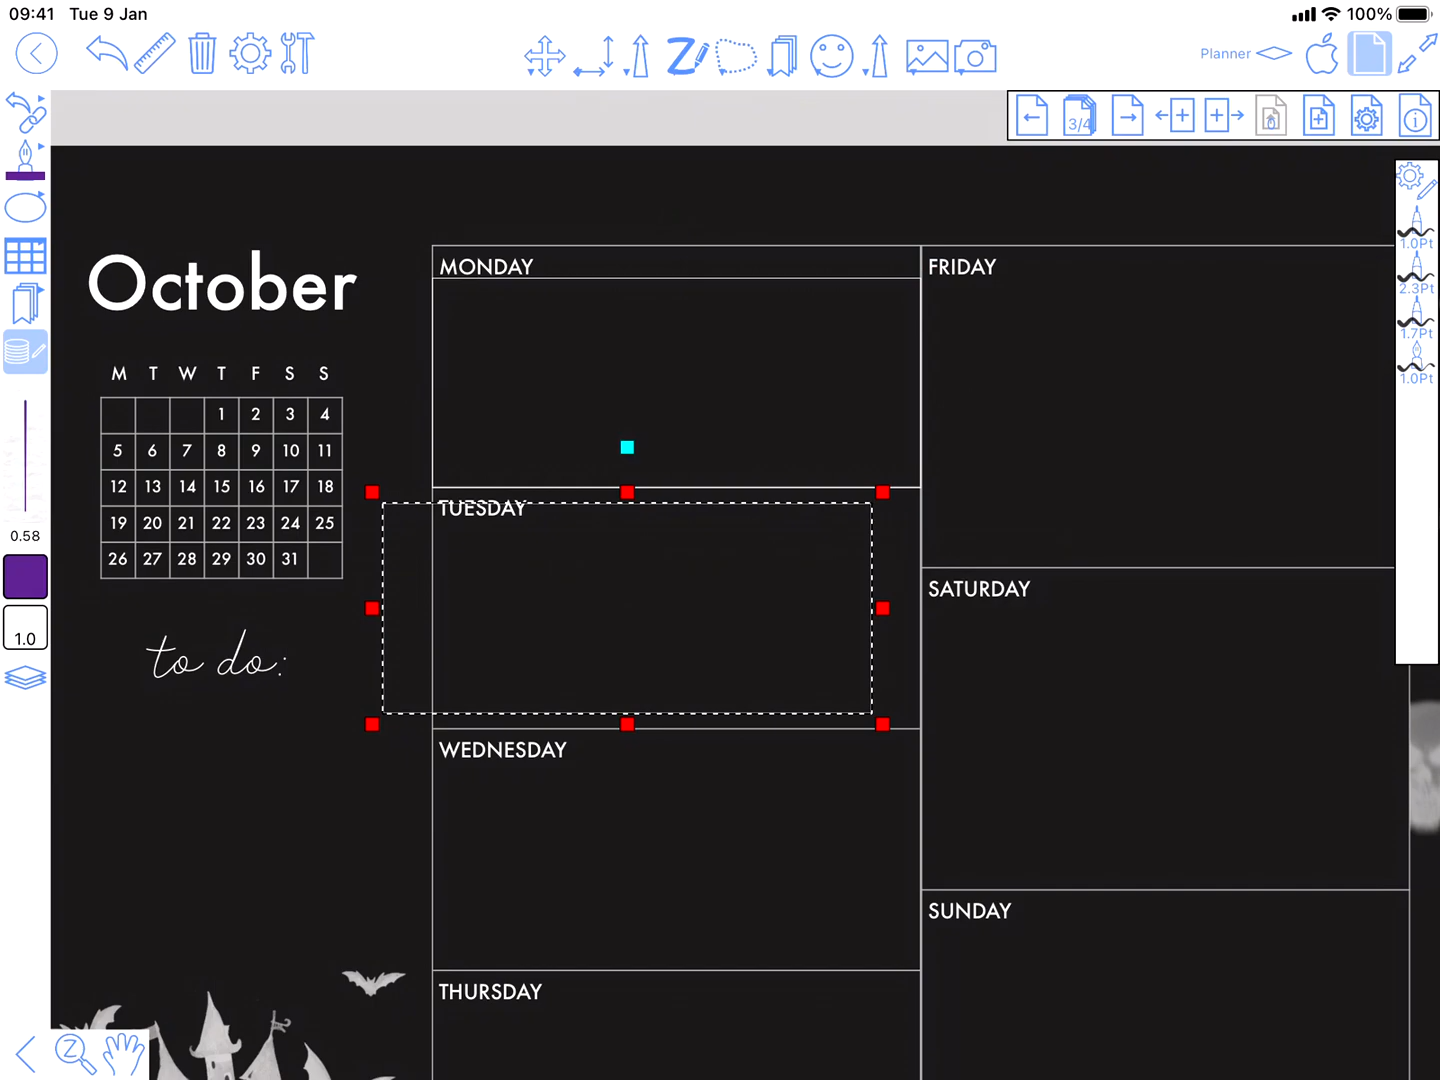 09:41 Tue 9 Jan
100%
Planner
3/4
0
1.0Pt
2.3Pt
1.7Pt
1.0Pt
0.58
1.0
October
M T W T F S S
1 2 3 4
5 6 7 8 9 10 11
12 13 14 15 16 17 18
19 20 21 22 23 24 25
26 27 28 29 30 31
to do:
MONDAY
TUESDAY
WEDNESDAY
THURSDAY
FRIDAY
SATURDAY
SUNDAY